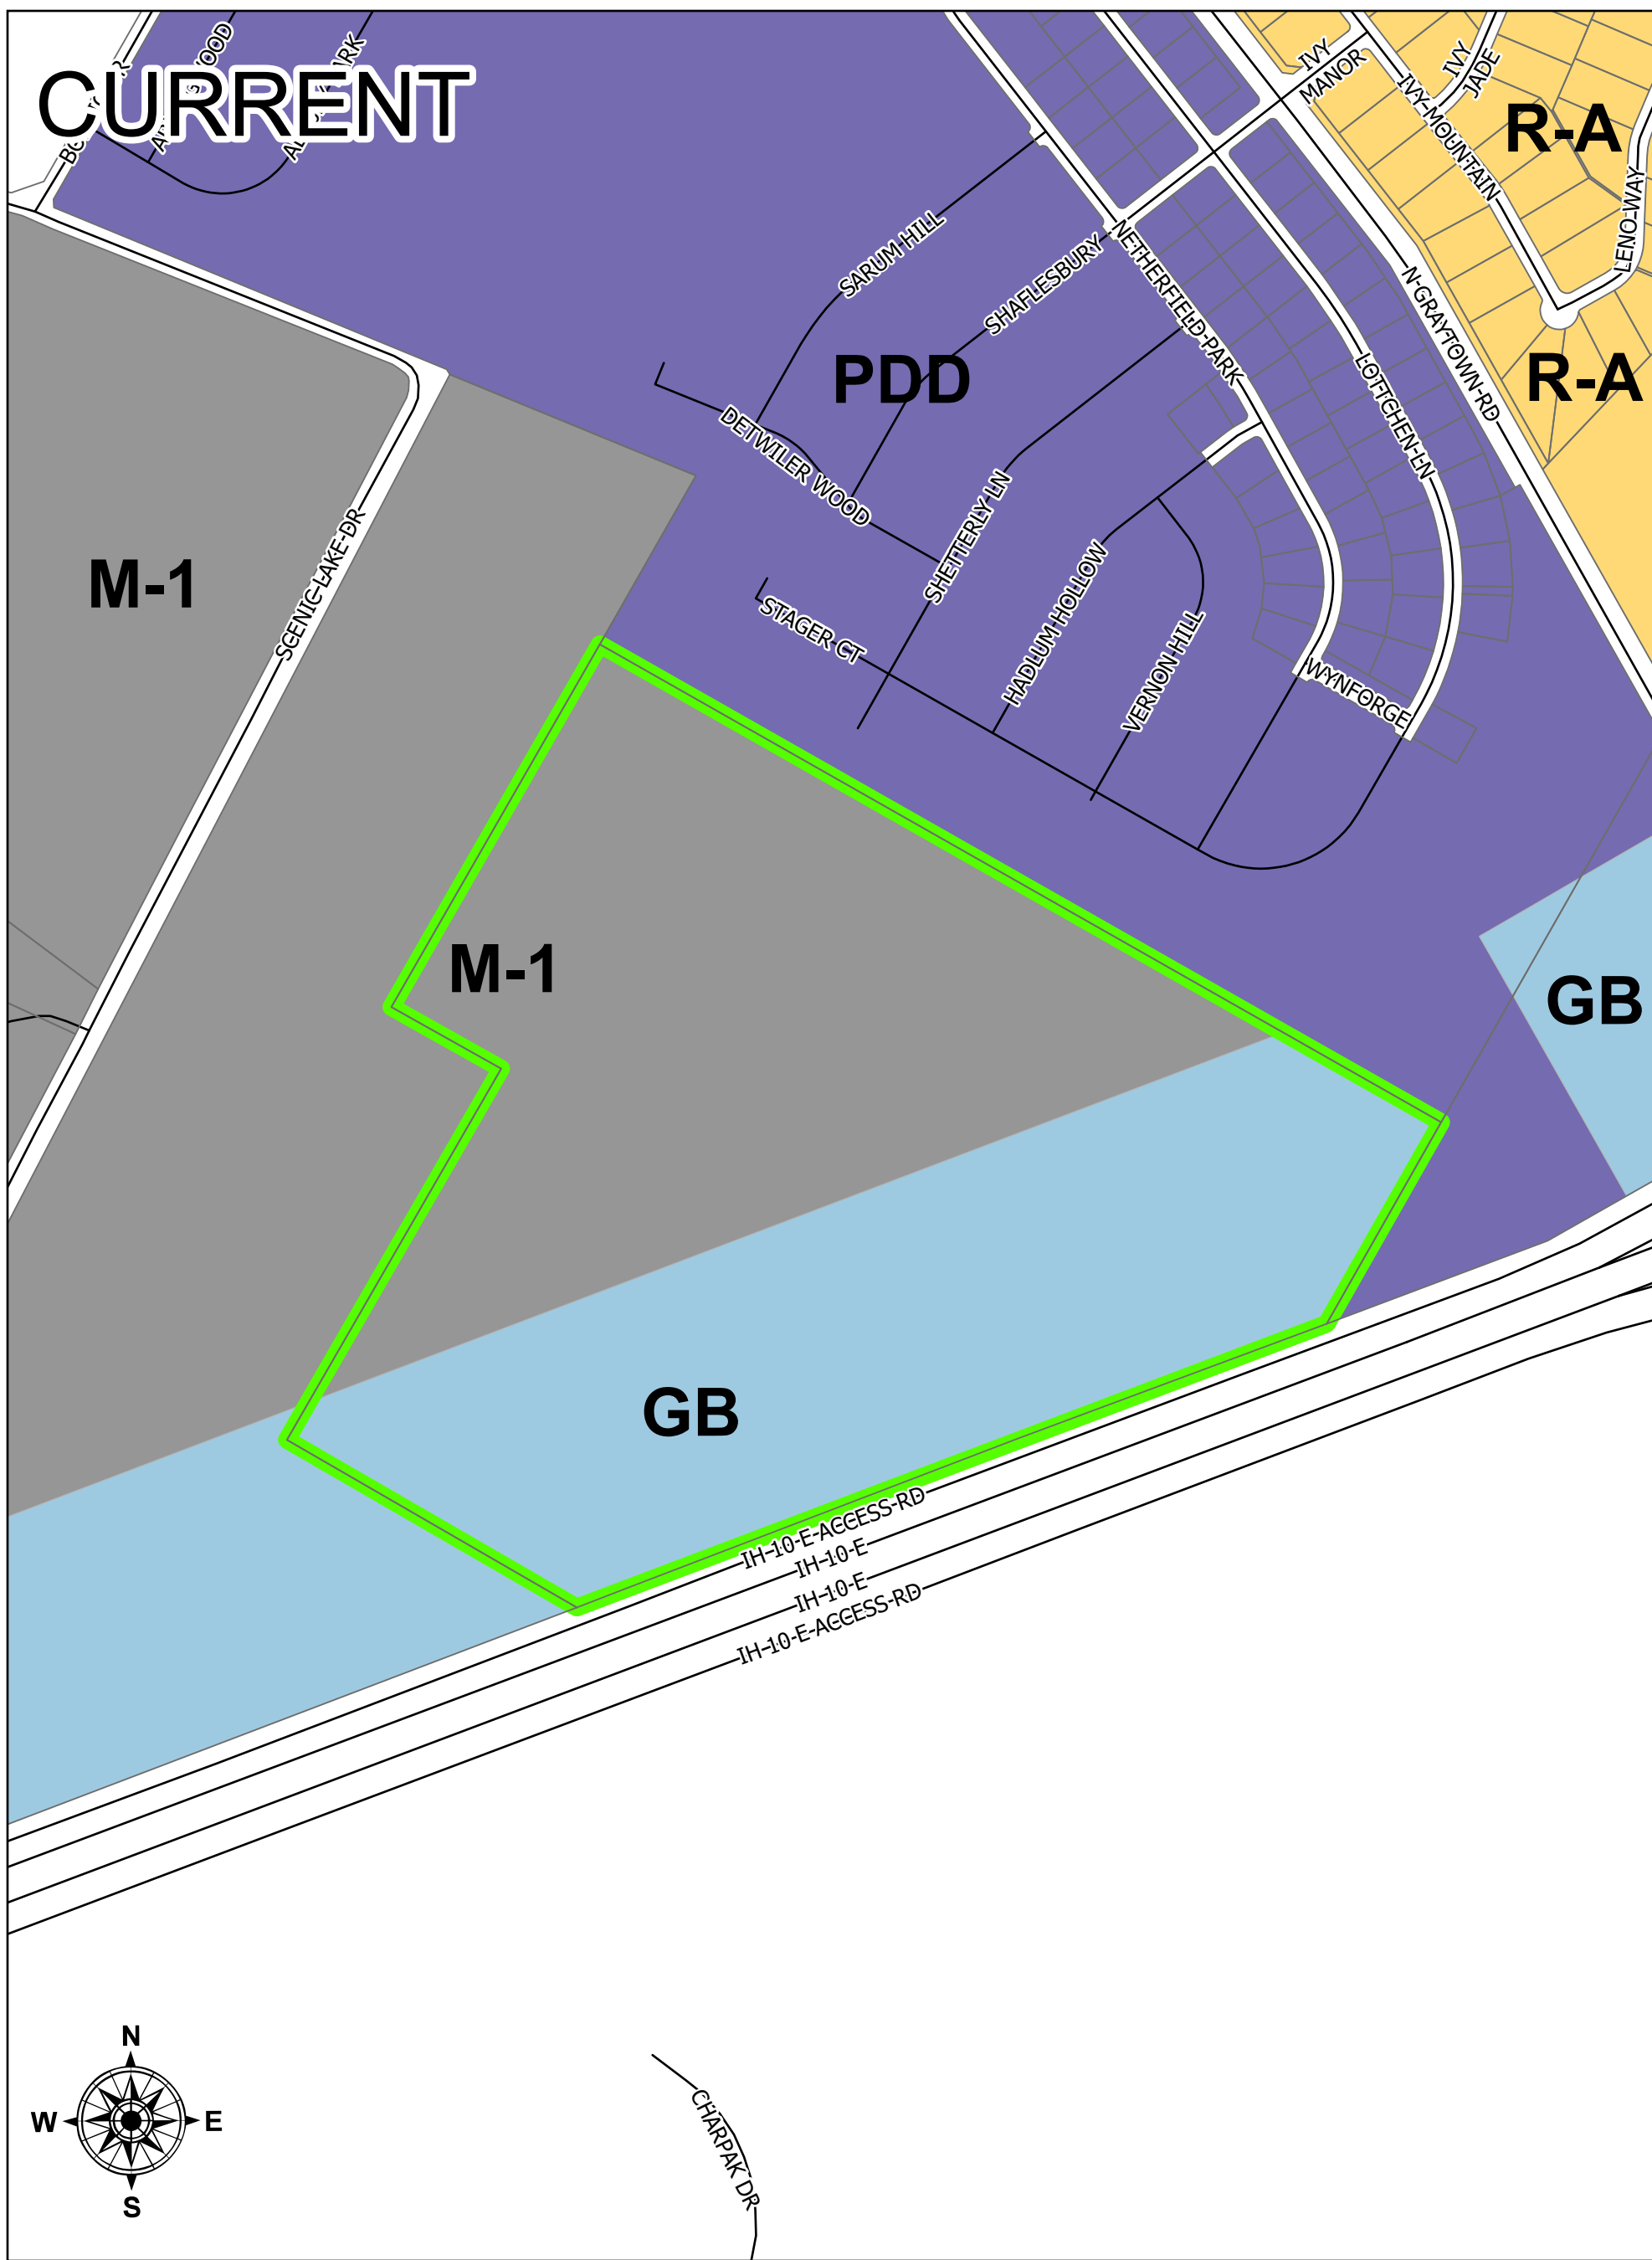 CURRENT
IVY
MANOR
IVY
JADE
IVY-MOUNTAIN
R-A
LENO-WAY
SARUM HILL
SHAFLESBURY
NETHERFIELD-PARK
N-GRAYTOWN-RD
PDD
R-A
LOTTCHEN-LN
DETWILER WOOD
SHETTERLY LN
SCENIC-LAKE-DR
M-1
STAGER CT
HADLUM HOLLOW
VERNON-HILL
WYNFORGE
M-1
GB
GB
IH-10-E-ACCESS-RD
IH-10-E
IH-10-E
IH-10-E-ACCESS-RD
N
W
E
S
CHARPAK DR